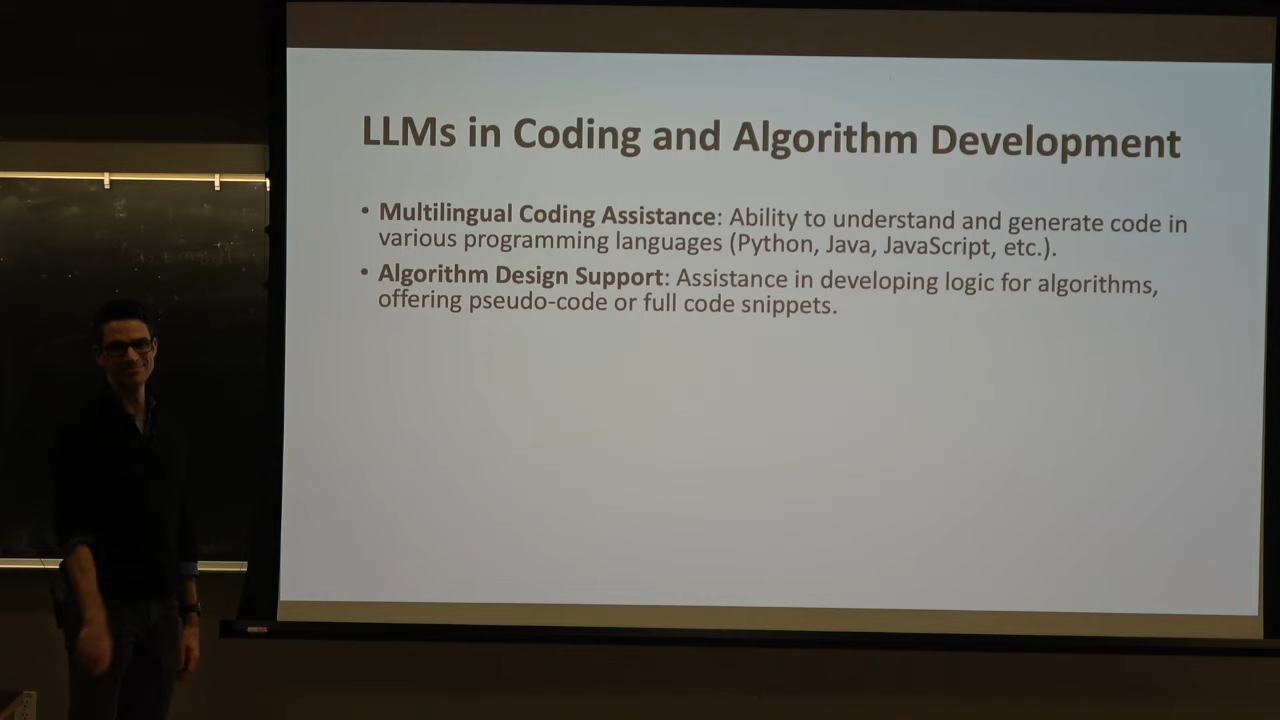 LLMs in Coding and Algorithm Development
• Multilingual Coding Assistance: Ability to understand and generate code in
various programming languages (Python, Java, JavaScript, etc.).
• Algorithm Design Support: Assistance in developing logic for algorithms,
offering pseudo-code or full code snippets.